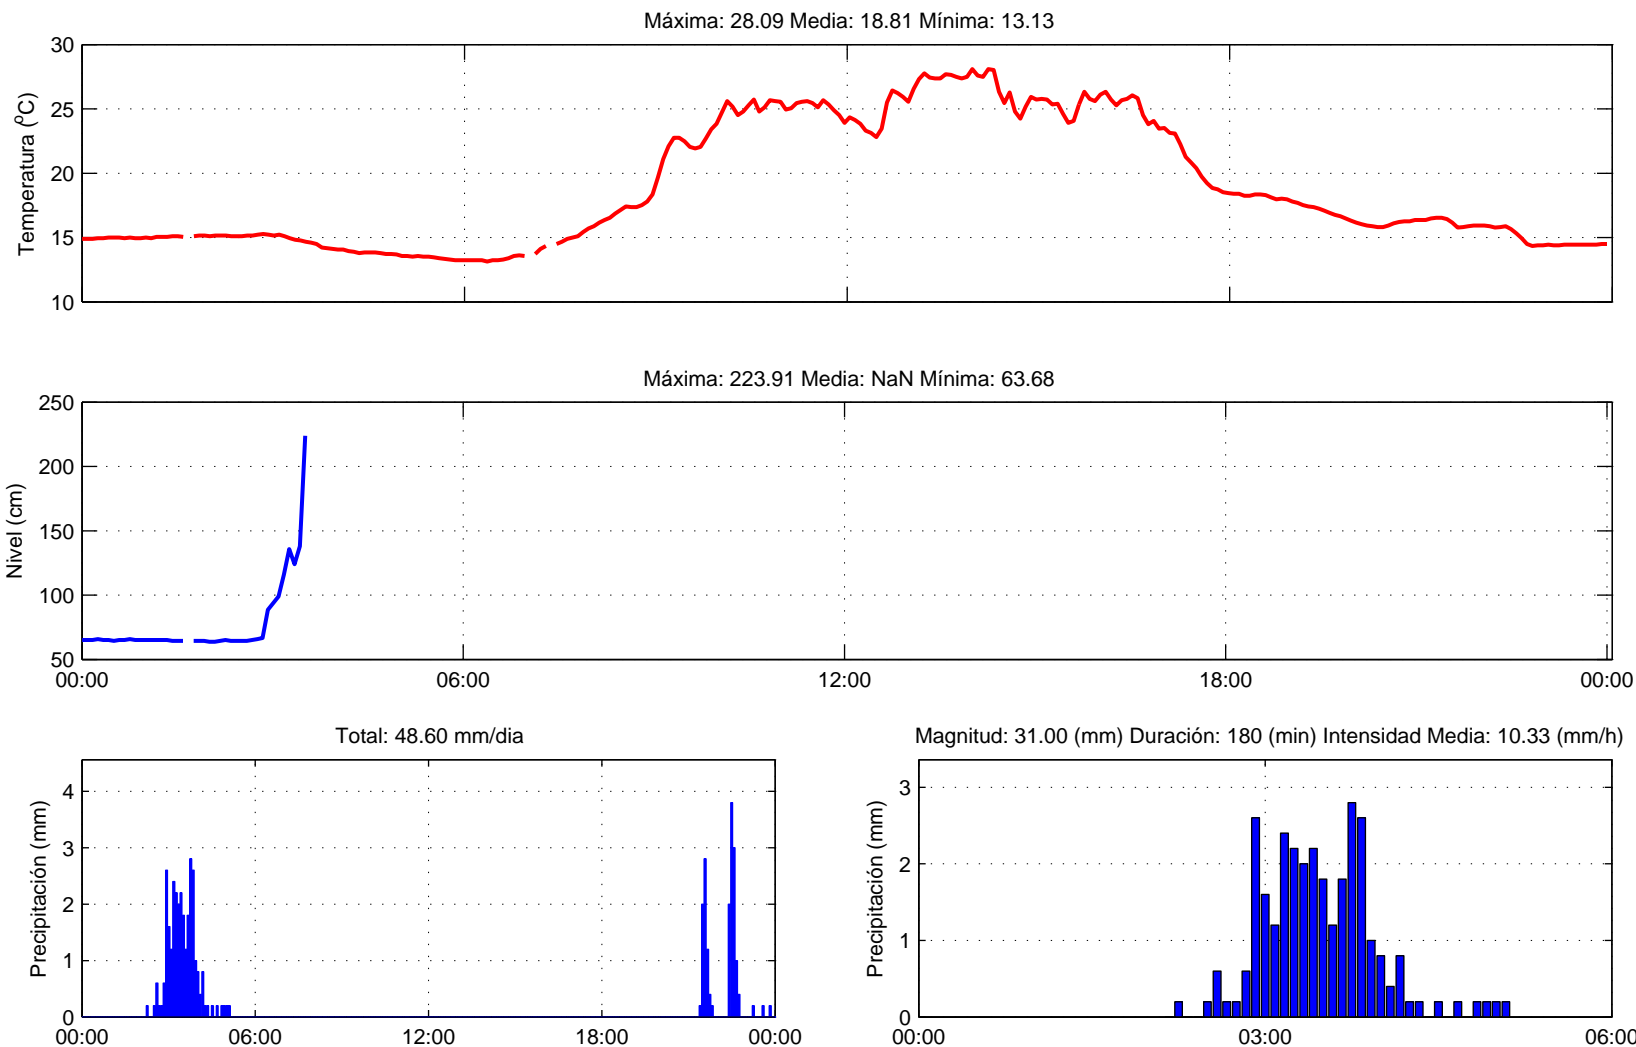 Máxima: 28.09 Media: 18.81 Mínima: 13.13
30
25
20
15
10
Temperatura (ºC)
Máxima: 223.91 Media: NaN Mínima: 63.68
250
200
150
100
50
Nivel (cm)
00:00 06:00 12:00 18:00 00:00
Total: 48.60 mm/dia
4
3
2
1
0
Precipitación (mm)
00:00 06:00 12:00 18:00 00:00
Magnitud: 31.00 (mm) Duración: 180 (min) Intensidad Media: 10.33 (mm/h)
3
2
1
0
Precipitación (mm)
00:00 03:00 06:00